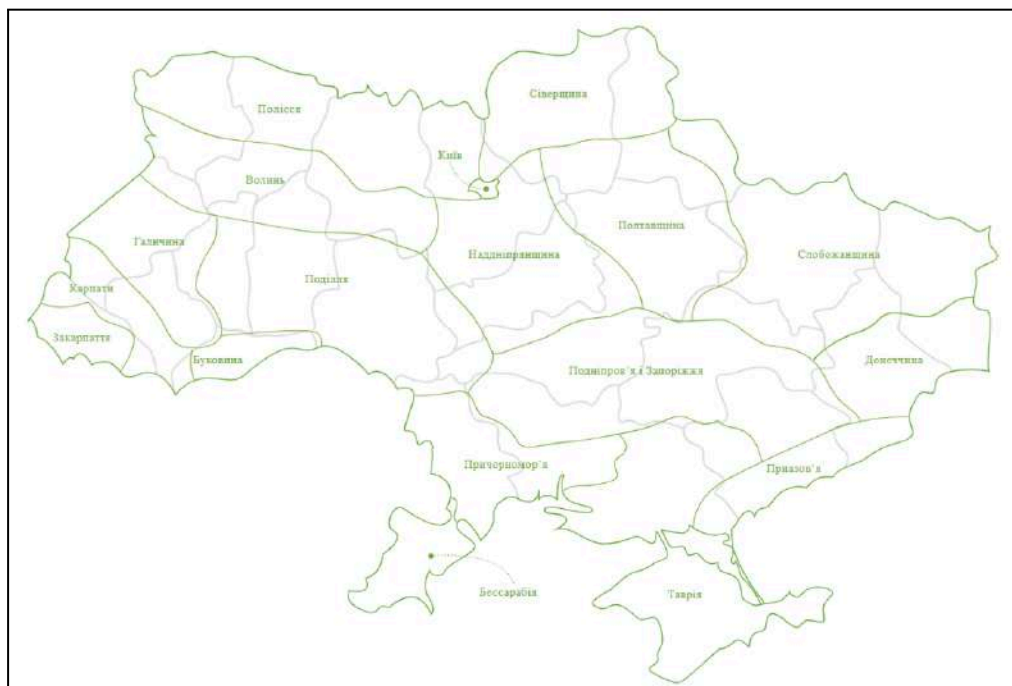 Сіверщина
Полісся
Київ
Волинь
Полтавщина
Галичина
Наддніпрянщина
Слобожанщина
Поділля
Карпати
Закарпаття
Буковина
Донеччина
Подніпров'я і Запоріжжя
Причорномор'я
Приазов'я
Бессарабія
Таврія